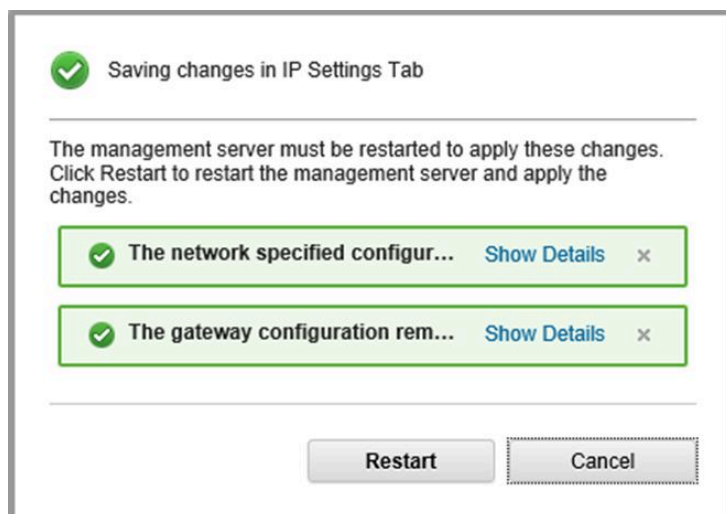 Saving changes in IP Settings Tab
The management server must be restarted to apply these changes.
Click Restart to restart the management server and apply the
changes.
The network specified configur... Show Details ×
The gateway configuration rem... Show Details ×
Restart Cancel